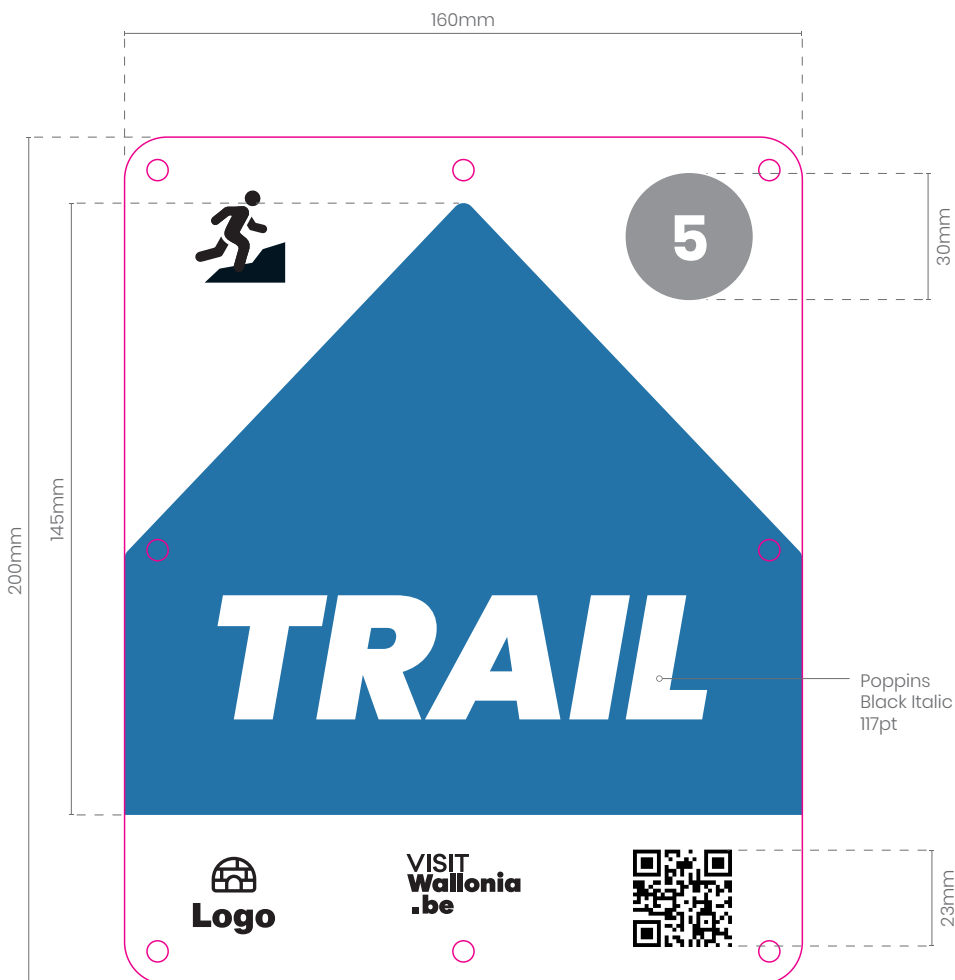 160mm
5
30mm
145mm
200mm
TRAIL
Poppins
Black Italic
117pt
Logo
VISIT
Wallonia
.be
23mm